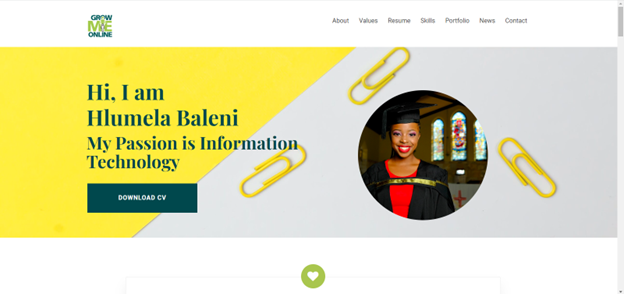 GROW
ME
ONLINE
About Values Resume Skills Portfolio News Contact
Hi, I am
Hlumela Baleni
My Passion is Information
Technology
DOWNLOAD CV